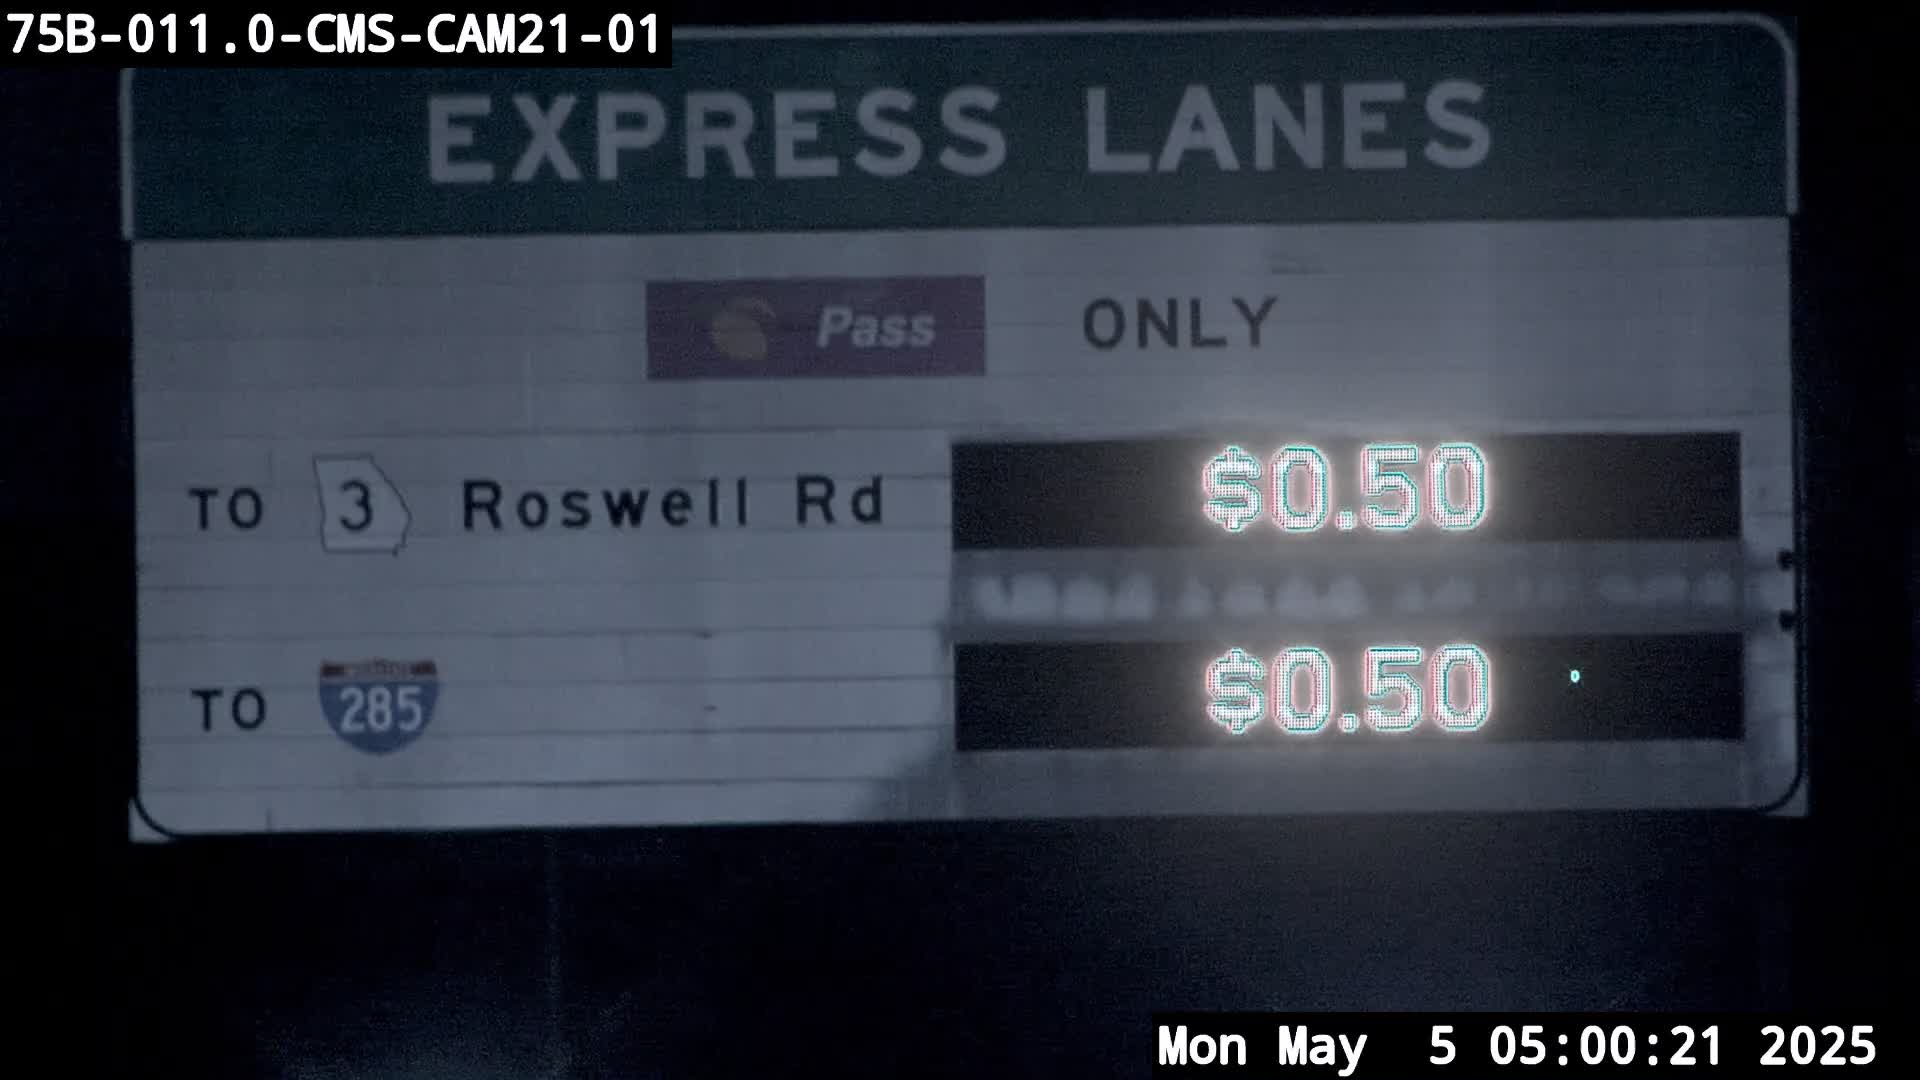 75B-011.0-CMS-CAM21-01
EXPRESS LANES
Pass ONLY
TO 3 Roswell Rd $0.50
TO 285 $0.50
Mon May 5 05:00:21 2025